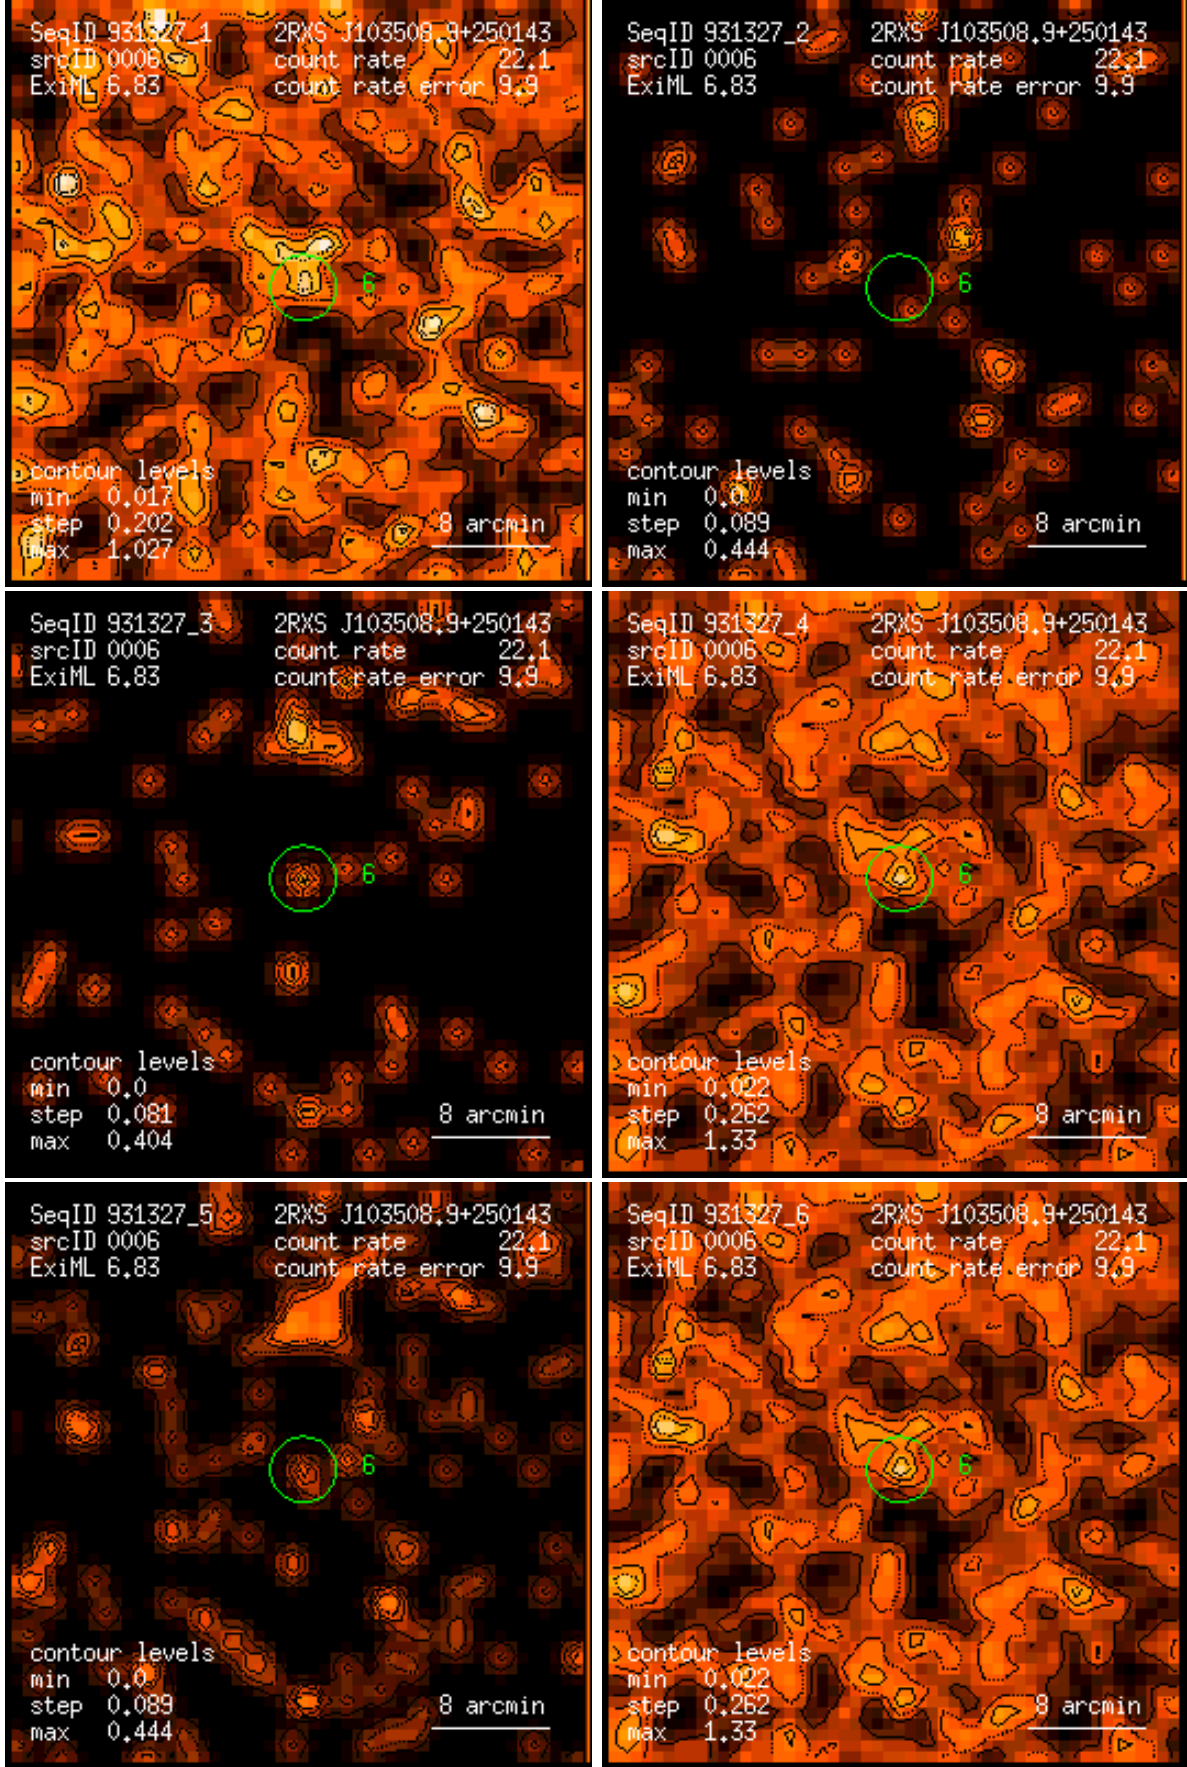 SeqID 931327_1 2RXS J103508.9+250143
srcID 0006 count rate 22.1
ExiML 6.83 count rate error 9.9
6
contour levels
min 0.017
step 0.202 8 arcmin
max 1.027
SeqID 931327_2 2RXS J103508.9+250143
srcID 0006 count rate 22.1
ExiML 6.83 count rate error 9.9
6
contour levels
min 0.0
step 0.089 8 arcmin
max 0.444
SeqID 931327_3 2RXS J103508.9+250143
srcID 0006 count rate 22.1
ExiML 6.83 count rate error 9.9
6
contour levels
min 0.0
step 0.081 8 arcmin
max 0.404
SeqID 931327_4 2RXS J103508.9+250143
srcID 0006 count rate 22.1
ExiML 6.83 count rate error 9.9
6
contour levels
min 0.022
step 0.262 8 arcmin
max 1.33
SeqID 931327_5 2RXS J103508.9+250143
srcID 0006 count rate 22.1
ExiML 6.83 count rate error 9.9
6
contour levels
min 0.0
step 0.089 8 arcmin
max 0.444
SeqID 931327_6 2RXS J103508.9+250143
srcID 0006 count rate 22.1
ExiML 6.83 count rate error 9.9
6
contour levels
min 0.022
step 0.262 8 arcmin
max 1.33